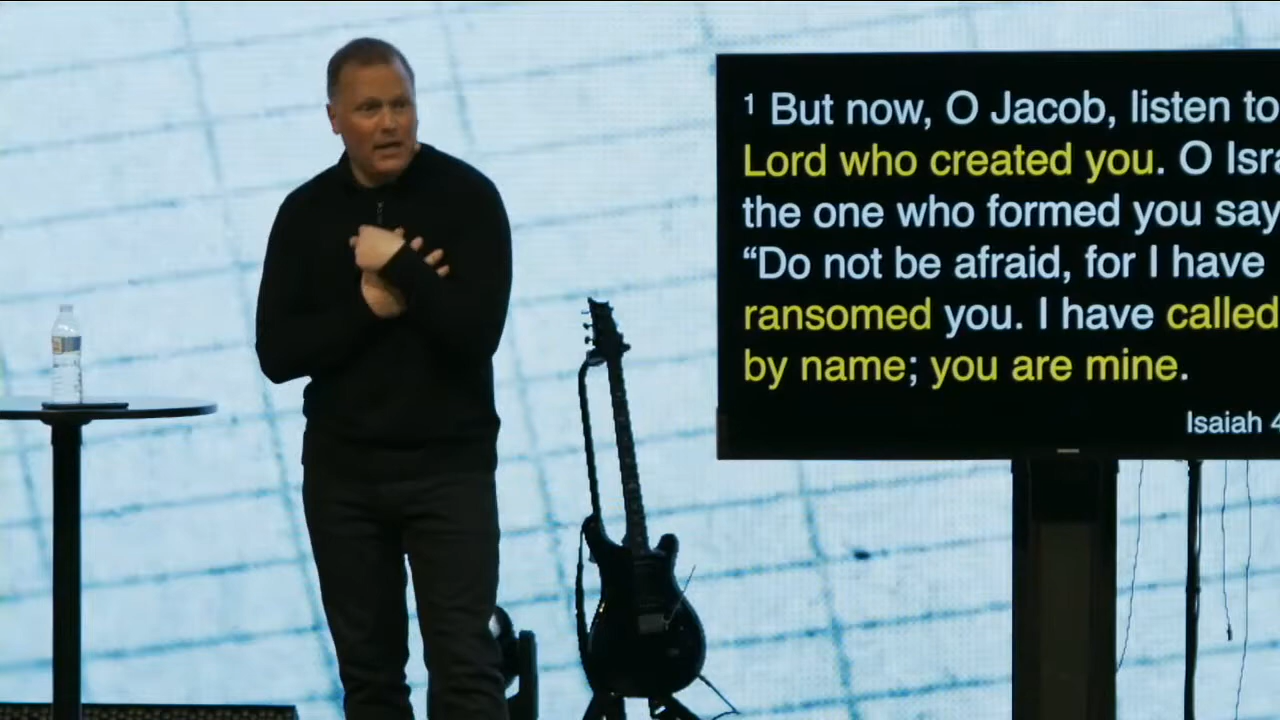 ¹ But now, O Jacob, listen to
Lord who created you. O Isra
the one who formed you say
“Do not be afraid, for I have
ransomed you. I have called
by name; you are mine.
Isaiah 4